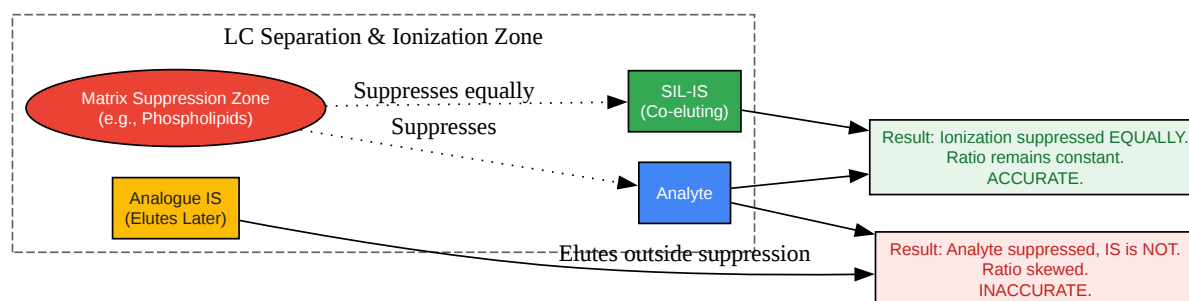 LC Separation & Ionization Zone
Matrix Suppression Zone
(e.g., Phospholipids)
Suppresses equally
Suppresses
SIL-IS
(Co-eluting)
Analogue IS
(Elutes Later)
Analyte
Elutes outside suppression
Result: Ionization suppressed EQUALLY.
Ratio remains constant.
ACCURATE.
Result: Analyte suppressed, IS is NOT.
Ratio skewed.
INACCURATE.